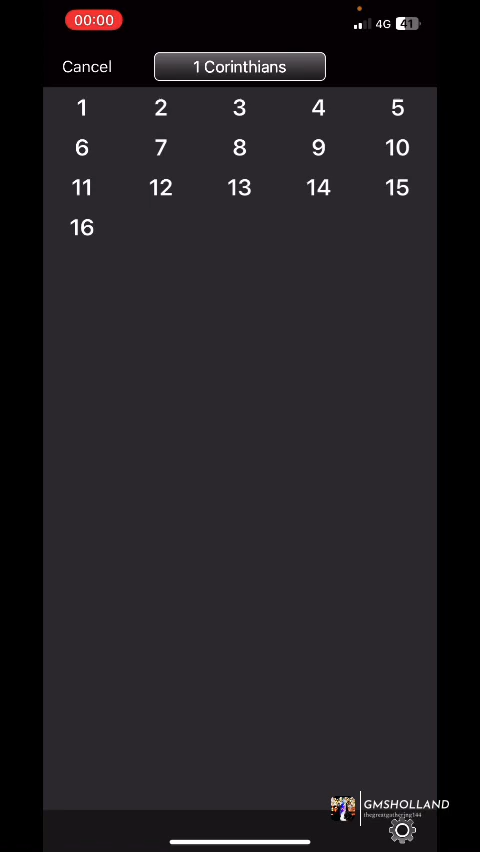 00:00 4G 41
Cancel 1 Corinthians
1 2 3 4 5
6 7 8 9 10
11 12 13 14 15
16
GMSHOLLAND
thegreatgathering144